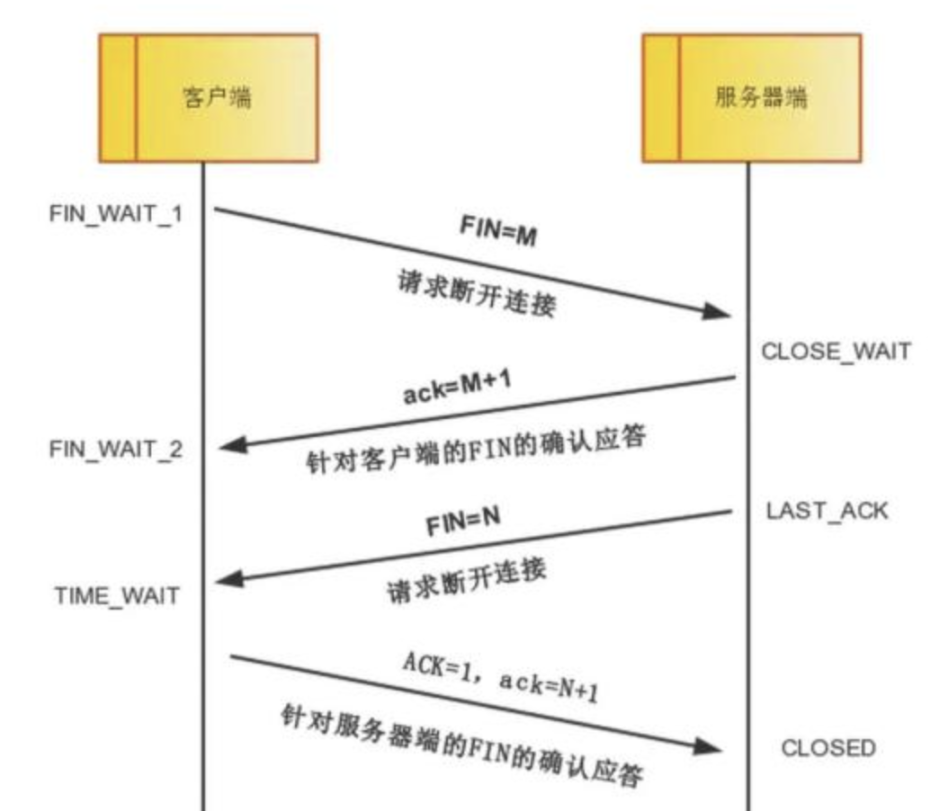 客户端
服务器端
FIN_WAIT_1
FIN=M
请求断开连接
CLOSE_WAIT
ack=M+1
FIN_WAIT_2
针对客户端的FIN的确认应答
FIN=N
LAST_ACK
请求断开连接
TIME_WAIT
ACK=1, ack=N+1
针对服务器端的FIN的确认应答
CLOSED